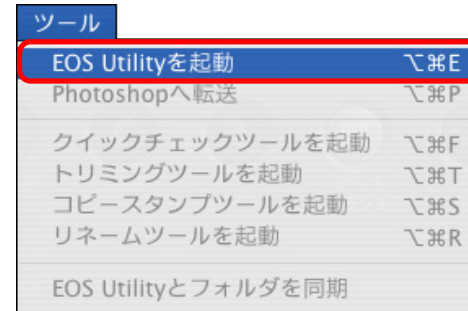 ツール
EOS Utilityを起動 ⌥⌘E
Photoshopへ転送 ⌥⌘P
クイックチェックツールを起動 ⌥⌘F
トリミングツールを起動 ⌥⌘T
コピースタンプツールを起動 ⌥⌘S
リネームツールを起動 ⌥⌘R
EOS Utilityとフォルダを同期